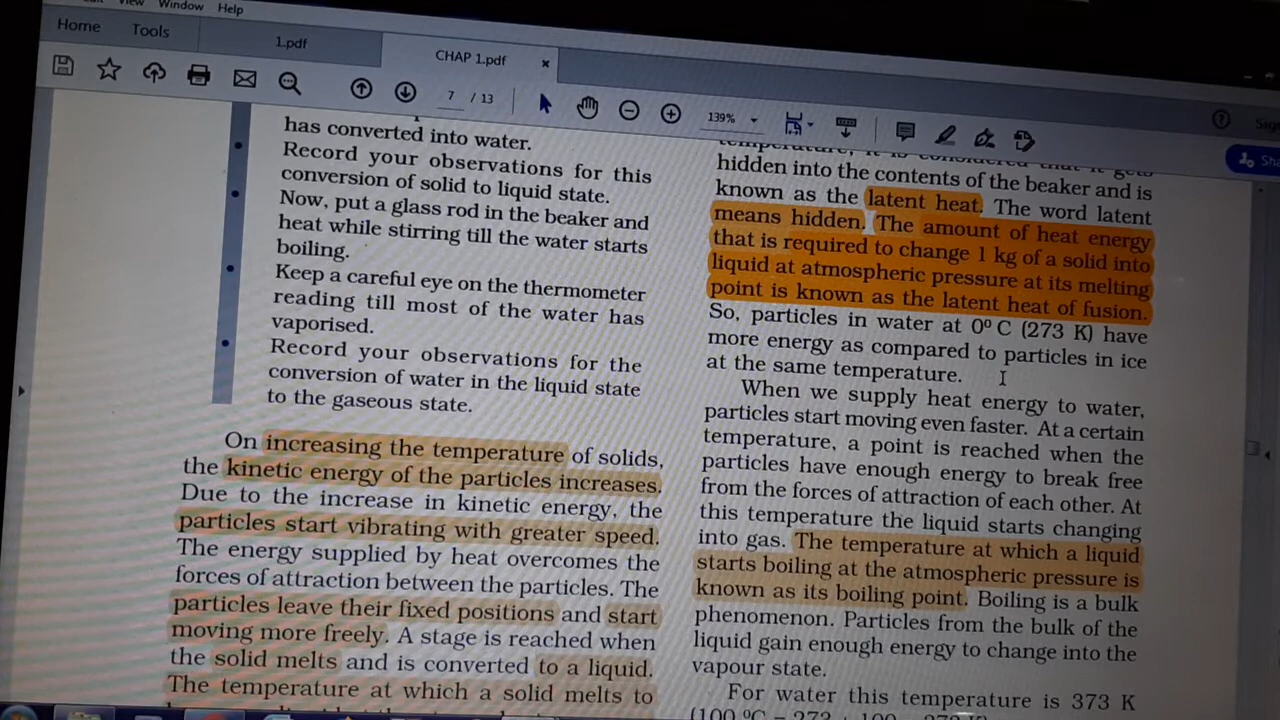 View Window Help
Home Tools 1.pdf CHAP 1.pdf ×
7 / 13 139%
has converted into water.
Record your observations for this
conversion of solid to liquid state.
Now, put a glass rod in the beaker and
heat while stirring till the water starts
boiling.
Keep a careful eye on the thermometer
reading till most of the water has
vaporised.
Record your observations for the
conversion of water in the liquid state
to the gaseous state.
On increasing the temperature of solids,
the kinetic energy of the particles increases.
Due to the increase in kinetic energy, the
particles start vibrating with greater speed.
The energy supplied by heat overcomes the
forces of attraction between the particles. The
particles leave their fixed positions and start
moving more freely. A stage is reached when
the solid melts and is converted to a liquid.
The temperature at which a solid melts to
temperature, it is considered that it gets
hidden into the contents of the beaker and is
known as the latent heat. The word latent
means hidden. The amount of heat energy
that is required to change 1 kg of a solid into
liquid at atmospheric pressure at its melting
point is known as the latent heat of fusion.
So, particles in water at 0⁰ C (273 K) have
more energy as compared to particles in ice
at the same temperature.
When we supply heat energy to water,
particles start moving even faster. At a certain
temperature, a point is reached when the
particles have enough energy to break free
from the forces of attraction of each other. At
this temperature the liquid starts changing
into gas. The temperature at which a liquid
starts boiling at the atmospheric pressure is
known as its boiling point. Boiling is a bulk
phenomenon. Particles from the bulk of the
liquid gain enough energy to change into the
vapour state.
For water this temperature is 373 K